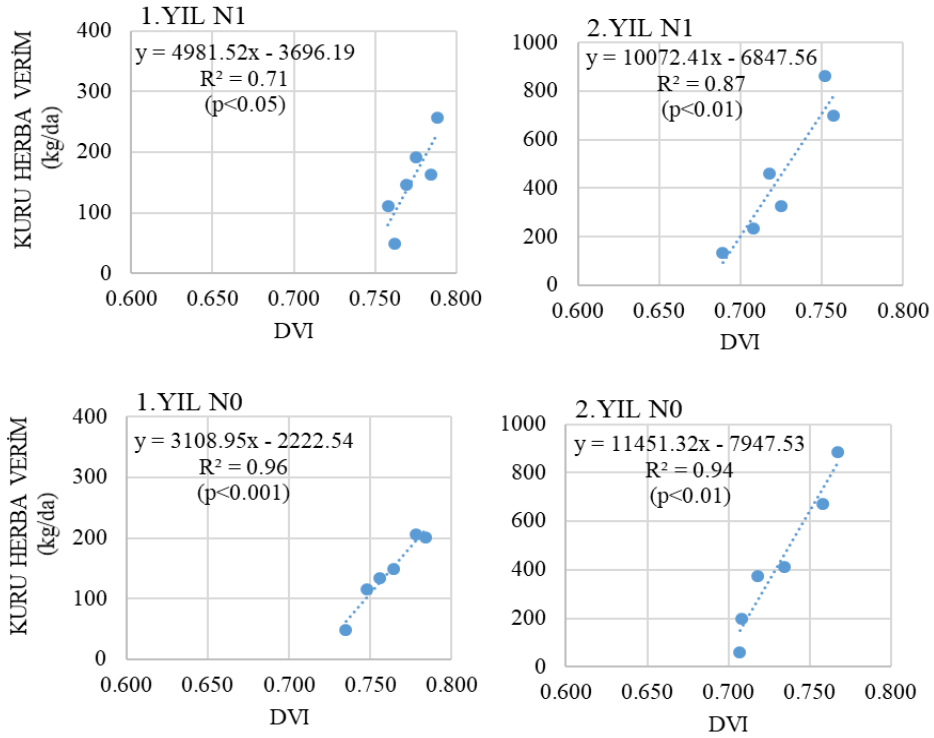 1.YIL N1
y = 4981.52x - 3696.19
R² = 0.71
(p<0.05)
KURU HERBA VERİM
(kg/da)
400
300
200
100
0
0.600 0.650 0.700 0.750 0.800
DVI
2.YIL N1
y = 10072.41x - 6847.56
R² = 0.87
(p<0.01)
1000
800
600
400
200
0
0.600 0.650 0.700 0.750 0.800
DVI
1.YIL N0
y = 3108.95x - 2222.54
R² = 0.96
(p<0.001)
KURU HERBA VERİM
(kg/da)
400
300
200
100
0
0.600 0.650 0.700 0.750 0.800
DVI
2.YIL N0
y = 11451.32x - 7947.53
R² = 0.94
(p<0.01)
1000
800
600
400
200
0
0.600 0.650 0.700 0.750 0.800
DVI